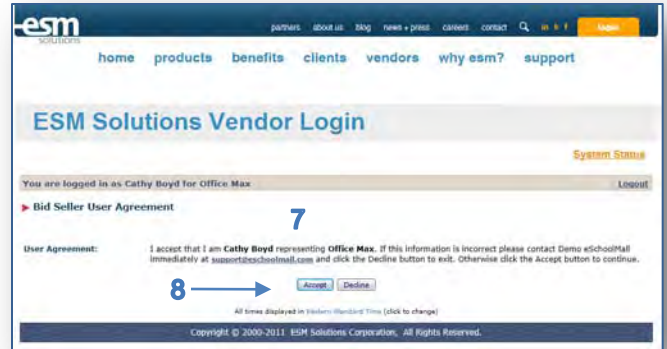 esm
solutions
partners about us blog news + press careers contact in t f login
home products benefits clients vendors why esm? support
ESM Solutions Vendor Login
System Status
You are logged in as Cathy Boyd for Office Max Logout
Bid Seller User Agreement
7
User Agreement: I accept that I am Cathy Boyd representing Office Max. If this information is incorrect please contact Demo eSchoolMall
immediately at support@eschoolmall.com and click the Decline button to exit. Otherwise click the Accept button to continue.
8 Accept Decline
All times displayed in Eastern Standard Time (click to change)
Copyright © 2000-2011 ESM Solutions Corporation, All Rights Reserved.